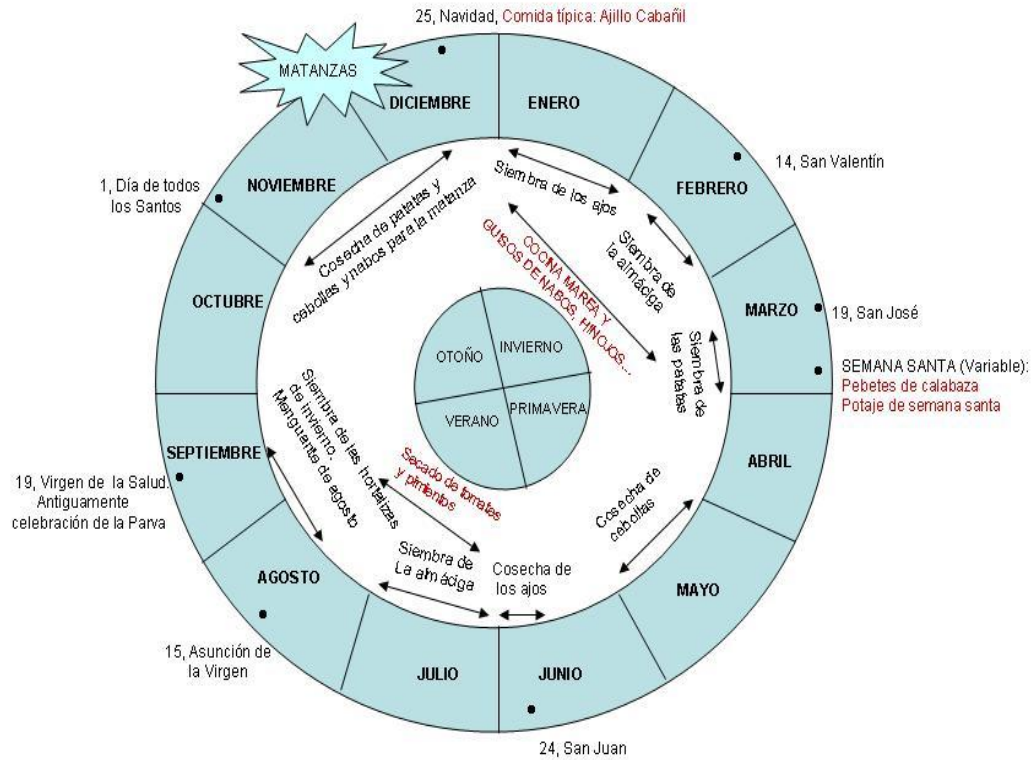 25, Navidad, Comida típica: Ajillo Cabañil
MATANZAS
DICIEMBRE
ENERO
14, San Valentín
FEBRERO
NOVIEMBRE
1, Día de todos
los Santos
Siembra de los ajos
Cosecha de patatas y
cebollas y nabos para la matanza
Siembra de
la almáciga
COCINA MAREA Y
GUISOS DE NABOS, HINOJOS...
OCTUBRE
MARZO
19, San José
Siembra de
las patatas
SEMANA SANTA (Variable):
Pebetes de calabaza
Potaje de semana santa
OTOÑO
INVIERNO
VERANO
PRIMAVERA
SEPTIEMBRE
19, Virgen de la Salud.
Antiguamente
celebración de la Parva
Siembra de las hortalizas
de invierno.
Menguante de agosto
Secado de tomates
y pimientos
ABRIL
Cosecha de
cebollas
AGOSTO
Siembra de
La almáciga
Cosecha de
los ajos
MAYO
15, Asunción de
la Virgen
JULIO
JUNIO
24, San Juan